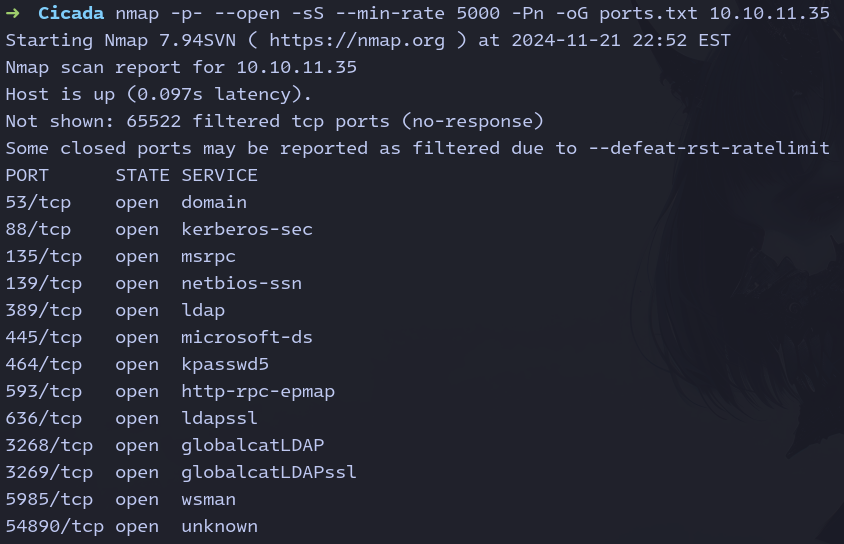 ➜ Cicada nmap -p- --open -sS --min-rate 5000 -Pn -oG ports.txt 10.10.11.35
Starting Nmap 7.94SVN ( https://nmap.org ) at 2024-11-21 22:52 EST
Nmap scan report for 10.10.11.35
Host is up (0.097s latency).
Not shown: 65522 filtered tcp ports (no-response)
Some closed ports may be reported as filtered due to --defeat-rst-ratelimit
PORT      STATE SERVICE
53/tcp    open  domain
88/tcp    open  kerberos-sec
135/tcp   open  msrpc
139/tcp   open  netbios-ssn
389/tcp   open  ldap
445/tcp   open  microsoft-ds
464/tcp   open  kpasswd5
593/tcp   open  http-rpc-epmap
636/tcp   open  ldapssl
3268/tcp  open  globalcatLDAP
3269/tcp  open  globalcatLDAPssl
5985/tcp  open  wsman
54890/tcp open  unknown